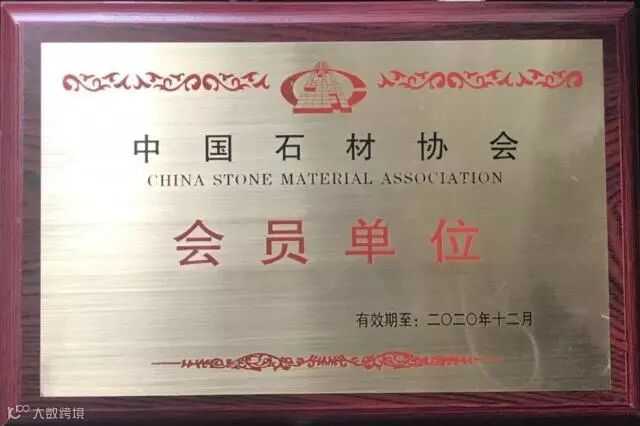 中国石材协会
CHINA STONE MATERIAL ASSOCIATION
会员单位
有效期至：二〇二〇年十二月
大数跨境